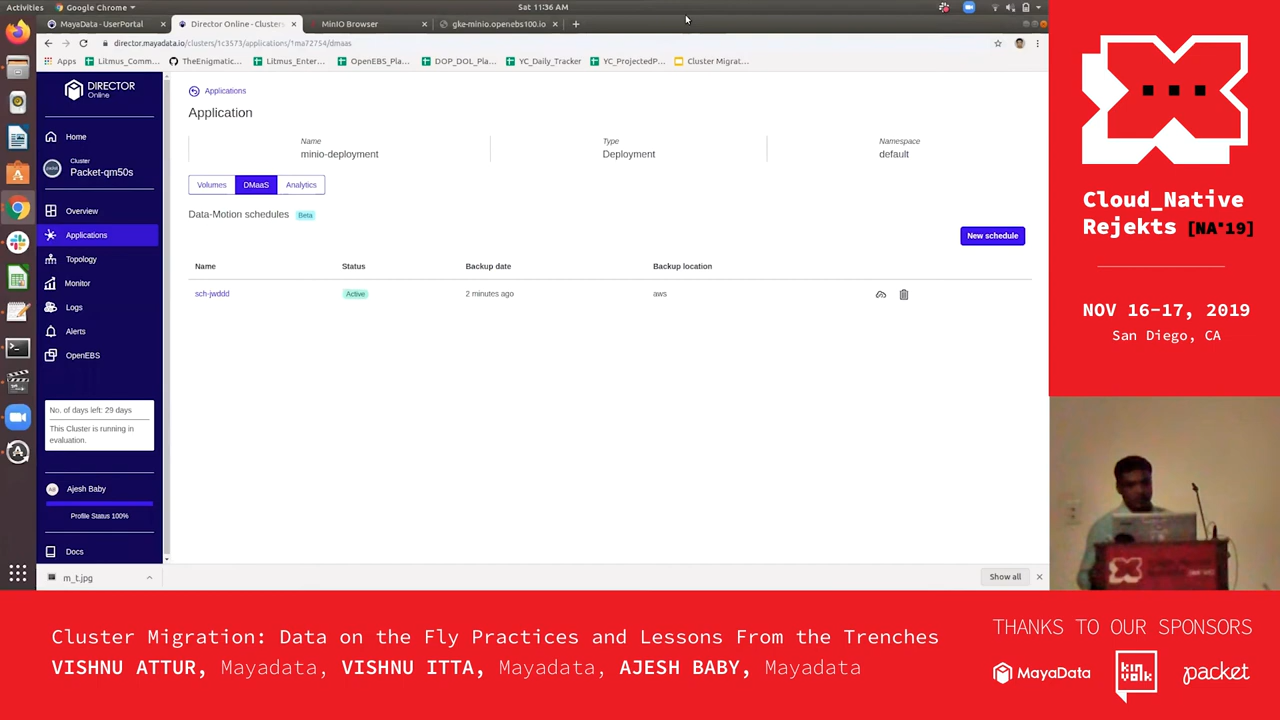 Activities
Google Chrome
Sat 11:36 AM
MayaData - UserPortal
Director Online - Clusters
MinIO Browser
gke-minio.openebs100.io
director.mayadata.io/clusters/1c3573/applications/1ma72754/dmaas
Apps
Litmus_Comm...
TheEnigmatic...
Litmus_Enter...
OpenEBS_Pla...
DOP_DOL_Pla...
YC_Daily_Tracker
YC_ProjectedP...
Cluster Migrat...
DIRECTOR
Online
Home
Cluster
Packet-qm50s
Overview
Applications
Topology
Monitor
Logs
Alerts
OpenEBS
No. of days left: 29 days
This Cluster is running in
evaluation.
Ajesh Baby
Profile Status 100%
Docs
Applications
Application
Name
minio-deployment
Type
Deployment
Namespace
default
Volumes
DMaaS
Analytics
Data-Motion schedules Beta
New schedule
Name Status Backup date Backup location
sch-jwddd Active 2 minutes ago aws
m_t.jpg
Show all
Cloud_Native
Rejekts [NA'19]
NOV 16-17, 2019
San Diego, CA
Cluster Migration: Data on the Fly Practices and Lessons From the Trenches
VISHNU ATTUR, Mayadata, VISHNU ITTA, Mayadata, AJESH BABY, Mayadata
THANKS TO OUR SPONSORS
MayaData
kinvolk
packet